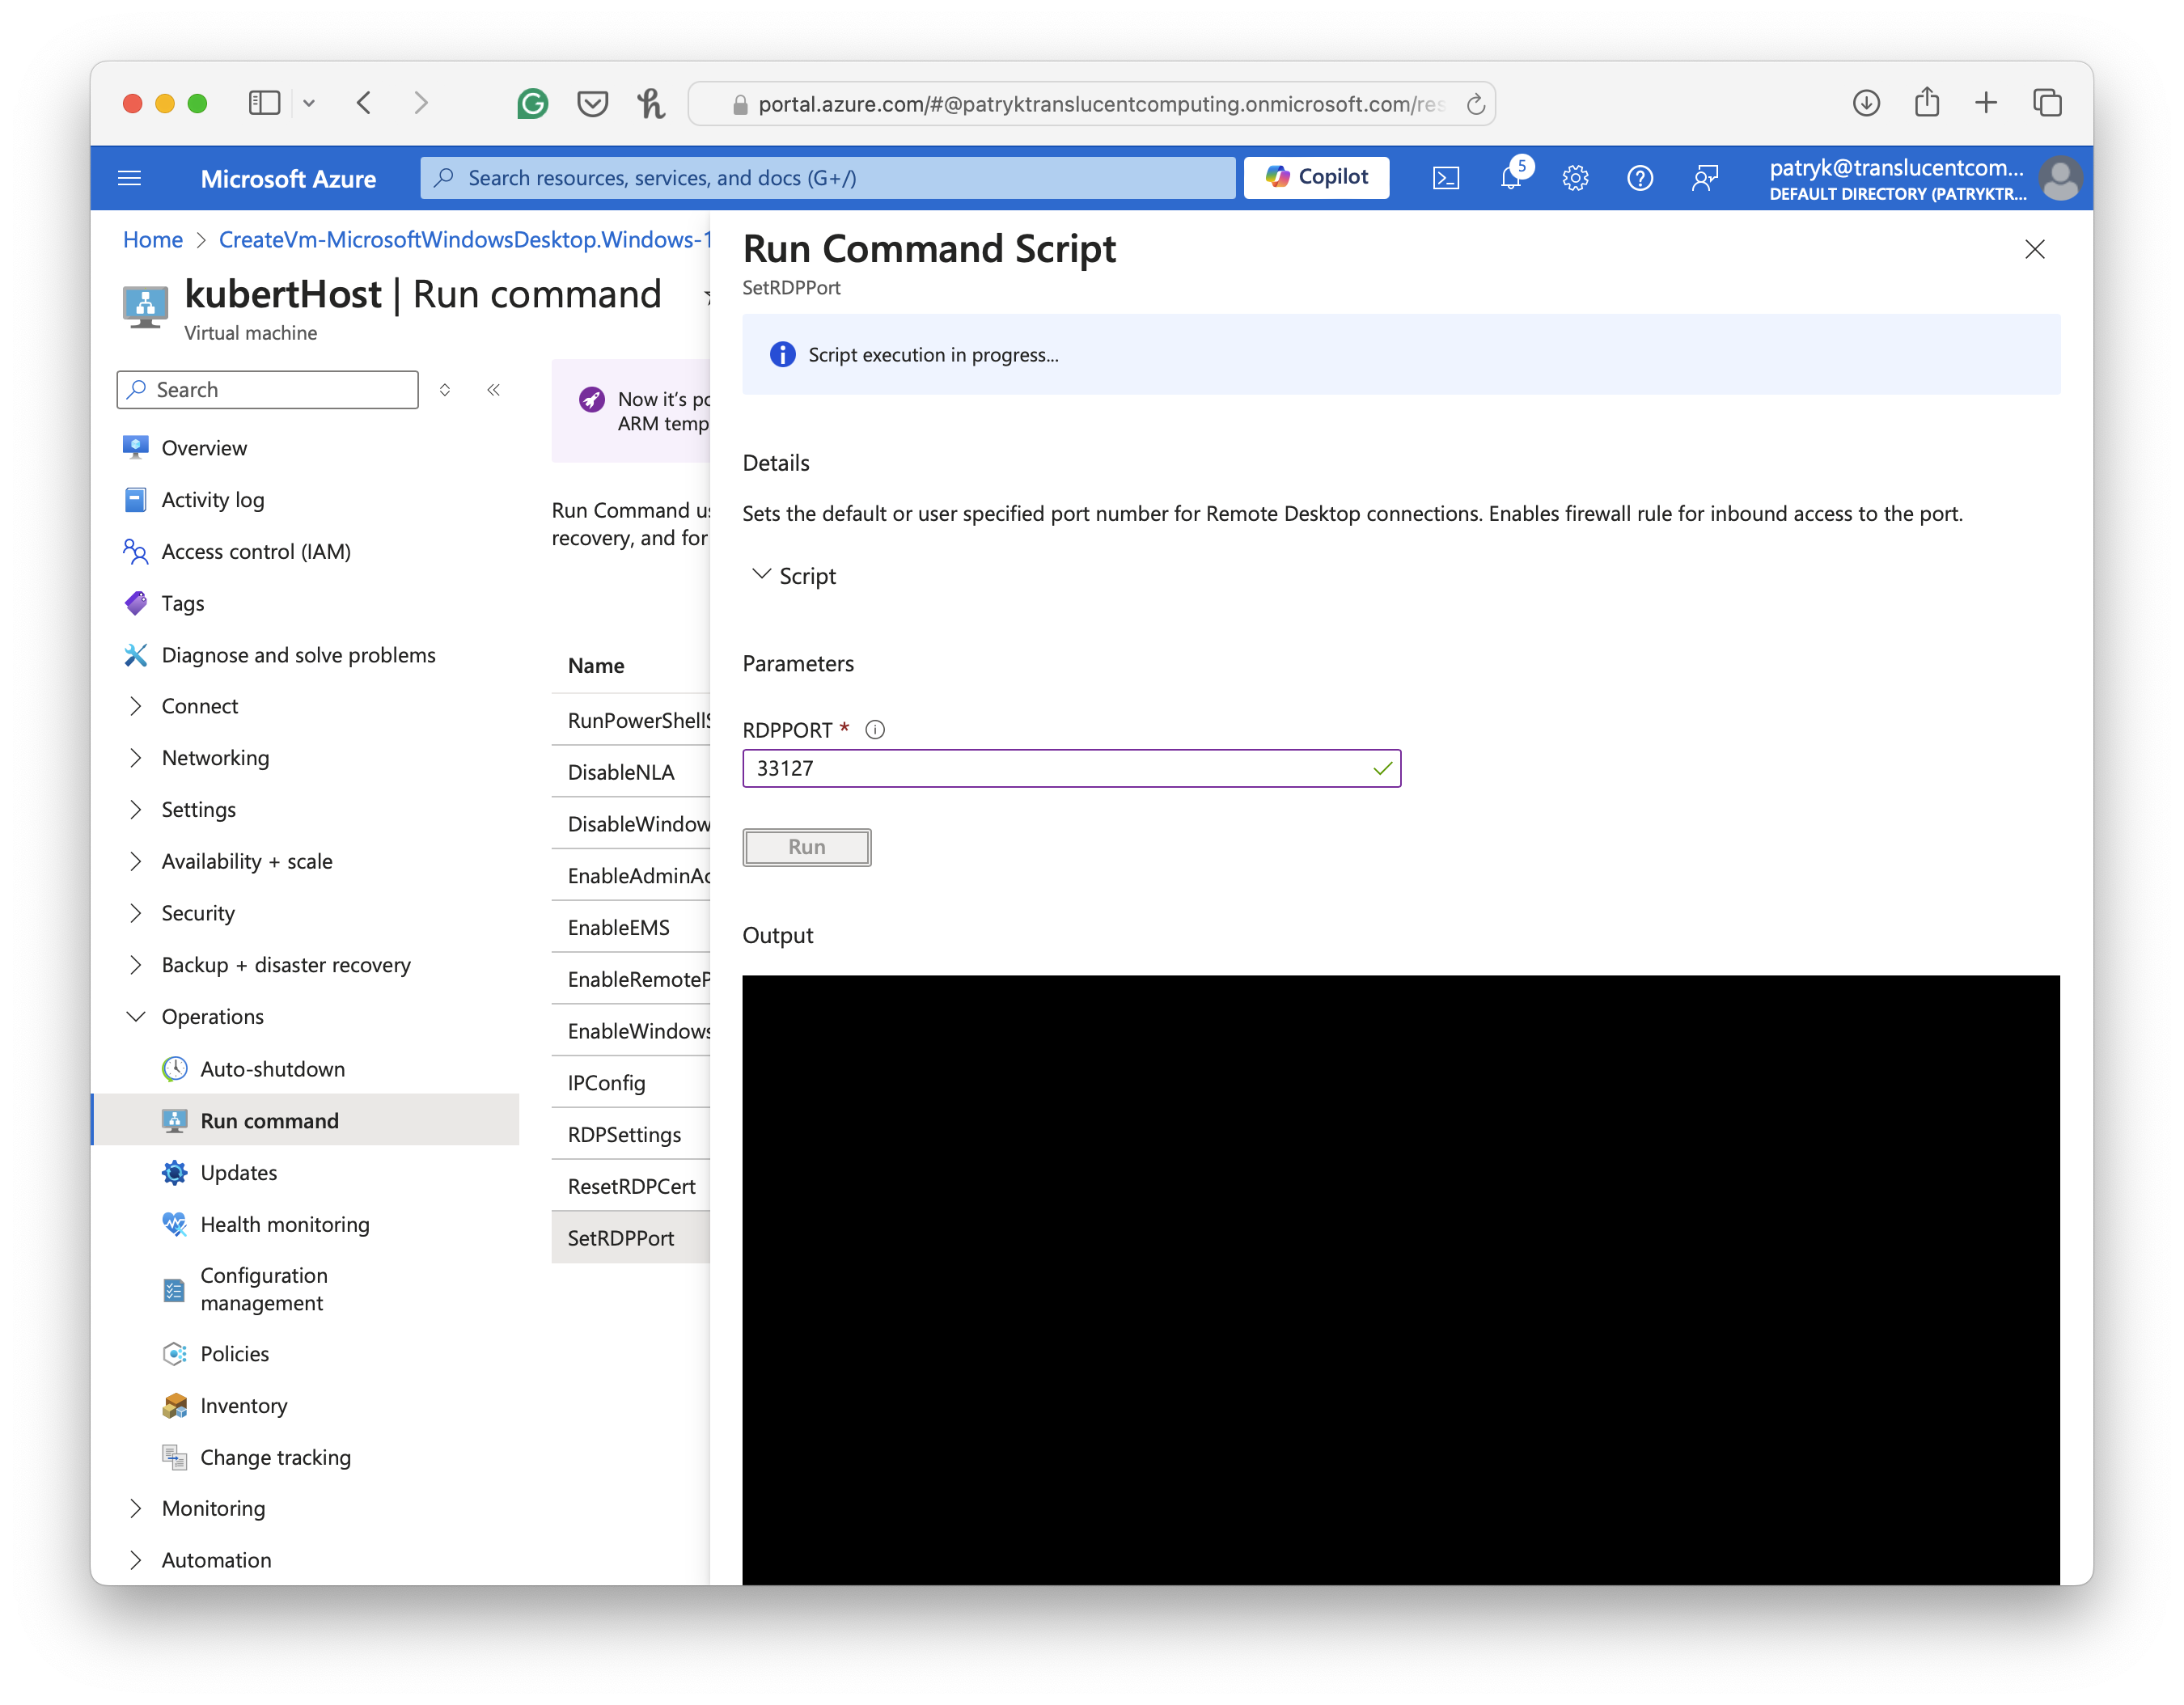 portal.azure.com/#@patryktranslucentcomputing.onmicrosoft.com/res
Microsoft Azure
Search resources, services, and docs (G+/)
Copilot
5
patryk@translucentcom...
DEFAULT DIRECTORY (PATRYKTR...
Home > CreateVm-MicrosoftWindowsDesktop.Windows-1
kubertHost | Run command
Virtual machine
Search
Overview
Activity log
Access control (IAM)
Tags
Diagnose and solve problems
Connect
Networking
Settings
Availability + scale
Security
Backup + disaster recovery
Operations
Auto-shutdown
Run command
Updates
Health monitoring
Configuration
management
Policies
Inventory
Change tracking
Monitoring
Automation
Now it's po
ARM temp
Run Command us
recovery, and for
Name
RunPowerShellS
DisableNLA
DisableWindow
EnableAdminAc
EnableEMS
EnableRemoteP
EnableWindows
IPConfig
RDPSettings
ResetRDPCert
SetRDPPort
Run Command Script
SetRDPPort
Script execution in progress...
Details
Sets the default or user specified port number for Remote Desktop connections. Enables firewall rule for inbound access to the port.
Script
Parameters
RDPPORT *
33127
Run
Output